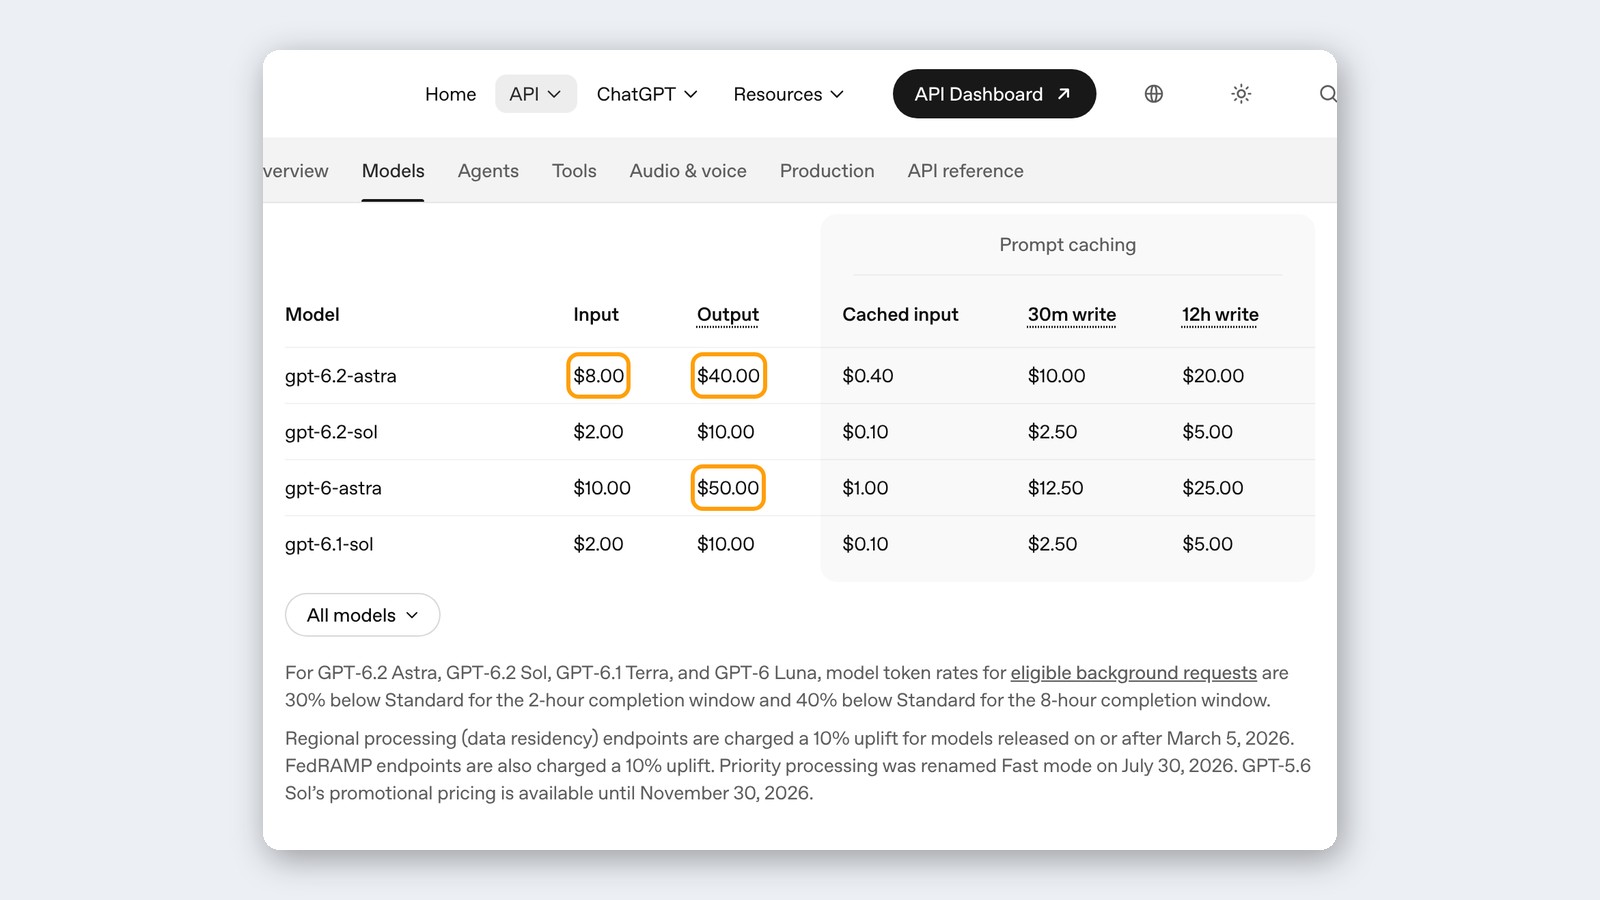 Home API ChatGPT Resources API Dashboard
verview Models Agents Tools Audio & voice Production API reference
Prompt caching
Model Input Output Cached input 30m write 12h write
gpt-6.2-astra $8.00 $40.00 $0.40 $10.00 $20.00
gpt-6.2-sol $2.00 $10.00 $0.10 $2.50 $5.00
gpt-6-astra $10.00 $50.00 $1.00 $12.50 $25.00
gpt-6.1-sol $2.00 $10.00 $0.10 $2.50 $5.00
All models
For GPT-6.2 Astra, GPT-6.2 Sol, GPT-6.1 Terra, and GPT-6 Luna, model token rates for eligible background requests are
30% below Standard for the 2-hour completion window and 40% below Standard for the 8-hour completion window.
Regional processing (data residency) endpoints are charged a 10% uplift for models released on or after March 5, 2026.
FedRAMP endpoints are also charged a 10% uplift. Priority processing was renamed Fast mode on July 30, 2026. GPT-5.6
Sol’s promotional pricing is available until November 30, 2026.